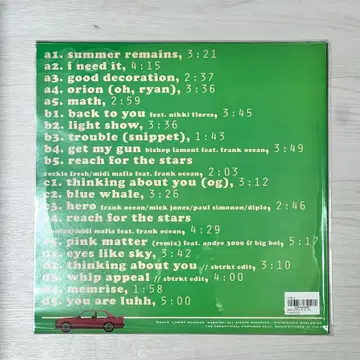 a1. summer remains, 3:21
a2. i need it, 4:15
a3. good decoration, 2:37
a4. orion (oh, ryan), 3:36
a5. math, 2:59
b1. back to you feat. nikki flores, 3:45
b2. light show, 3:36
b3. trouble (snippet), 1:43
b4. get my gun bishop lamont feat. frank ocean, 3:49
b5. reach for the stars
rockie fresh/midi mafia feat. frank ocean, 2:03
c1. thinking about you (og), 3:12
c2. blue whale, 3:26
c3. hero frank ocean/mick jones/paul simonon/diplo, 2:46
c4. reach for the stars
midi mafia feat. frank ocean, 4:29
pink matter (remix) feat. andre 3000 & big boi, 5:17
eyes like sky, 3:42
thinking about you // sbtrkt edit, 3:10
d3. whip appeal // sbtrkt edit, 4:00
d4. memrise, 1:58
d5. you are luhh, 5:00